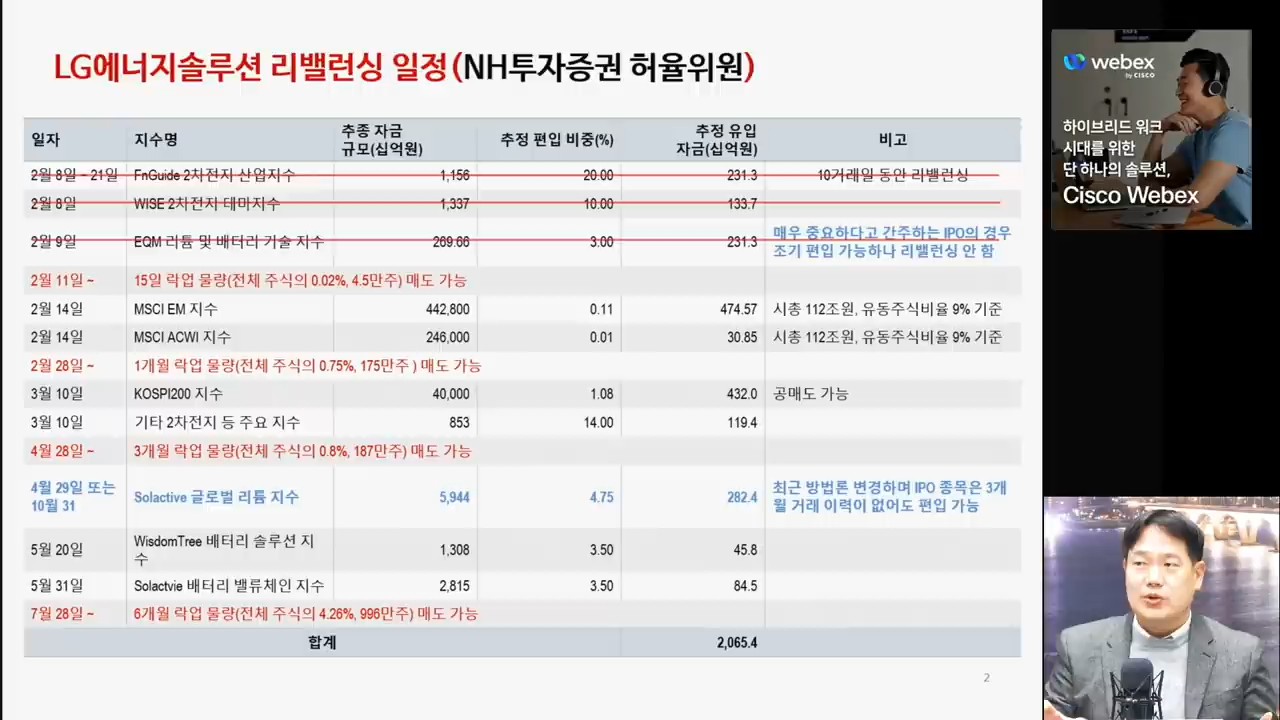 LG에너지솔루션 리밸런싱 일정(NH투자증권 허율위원)
일자 지수명 추종 자금 규모(십억원) 추정 편입 비중(%) 추정 유입 자금(십억원) 비고
2월 8일 ~ 21일 FnGuide 2차전지 산업지수 1,156 20.00 231.3 10거래일 동안 리밸런싱
2월 8일 WISE 2차전지 테마지수 1,337 10.00 133.7
2월 9일 EQM 리튬 및 배터리 기술 지수 269.66 3.00 231.3 매우 중요하다고 간주하는 IPO의 경우 조기 편입 가능하나 리밸런싱 안 함
2월 11일 ~ 15일 락업 물량(전체 주식의 0.02%, 4.5만주) 매도 가능
2월 14일 MSCI EM 지수 442,800 0.11 474.57 시총 112조원, 유동주식비율 9% 기준
2월 14일 MSCI ACWI 지수 246,000 0.01 30.85 시총 112조원, 유동주식비율 9% 기준
2월 28일 ~ 1개월 락업 물량(전체 주식의 0.75%, 175만주 ) 매도 가능
3월 10일 KOSPI200 지수 40,000 1.08 432.0 공매도 가능
3월 10일 기타 2차전지 등 주요 지수 853 14.00 119.4
4월 28일 ~ 3개월 락업 물량(전체 주식의 0.8%, 187만주) 매도 가능
4월 29일 또는 10월 31 Solactive 글로벌 리튬 지수 5,944 4.75 282.4 최근 방법론 변경하며 IPO 종목은 3개월 거래 이력이 없어도 편입 가능
5월 20일 WisdomTree 배터리 솔루션 지수 1,308 3.50 45.8
5월 31일 Solactvie 배터리 밸류체인 지수 2,815 3.50 84.5
7월 28일 ~ 6개월 락업 물량(전체 주식의 4.26%, 996만주) 매도 가능
합계 2,065.4
2
webex
by CISCO
하이브리드 워크
시대를 위한
단 하나의 솔루션,
Cisco Webex